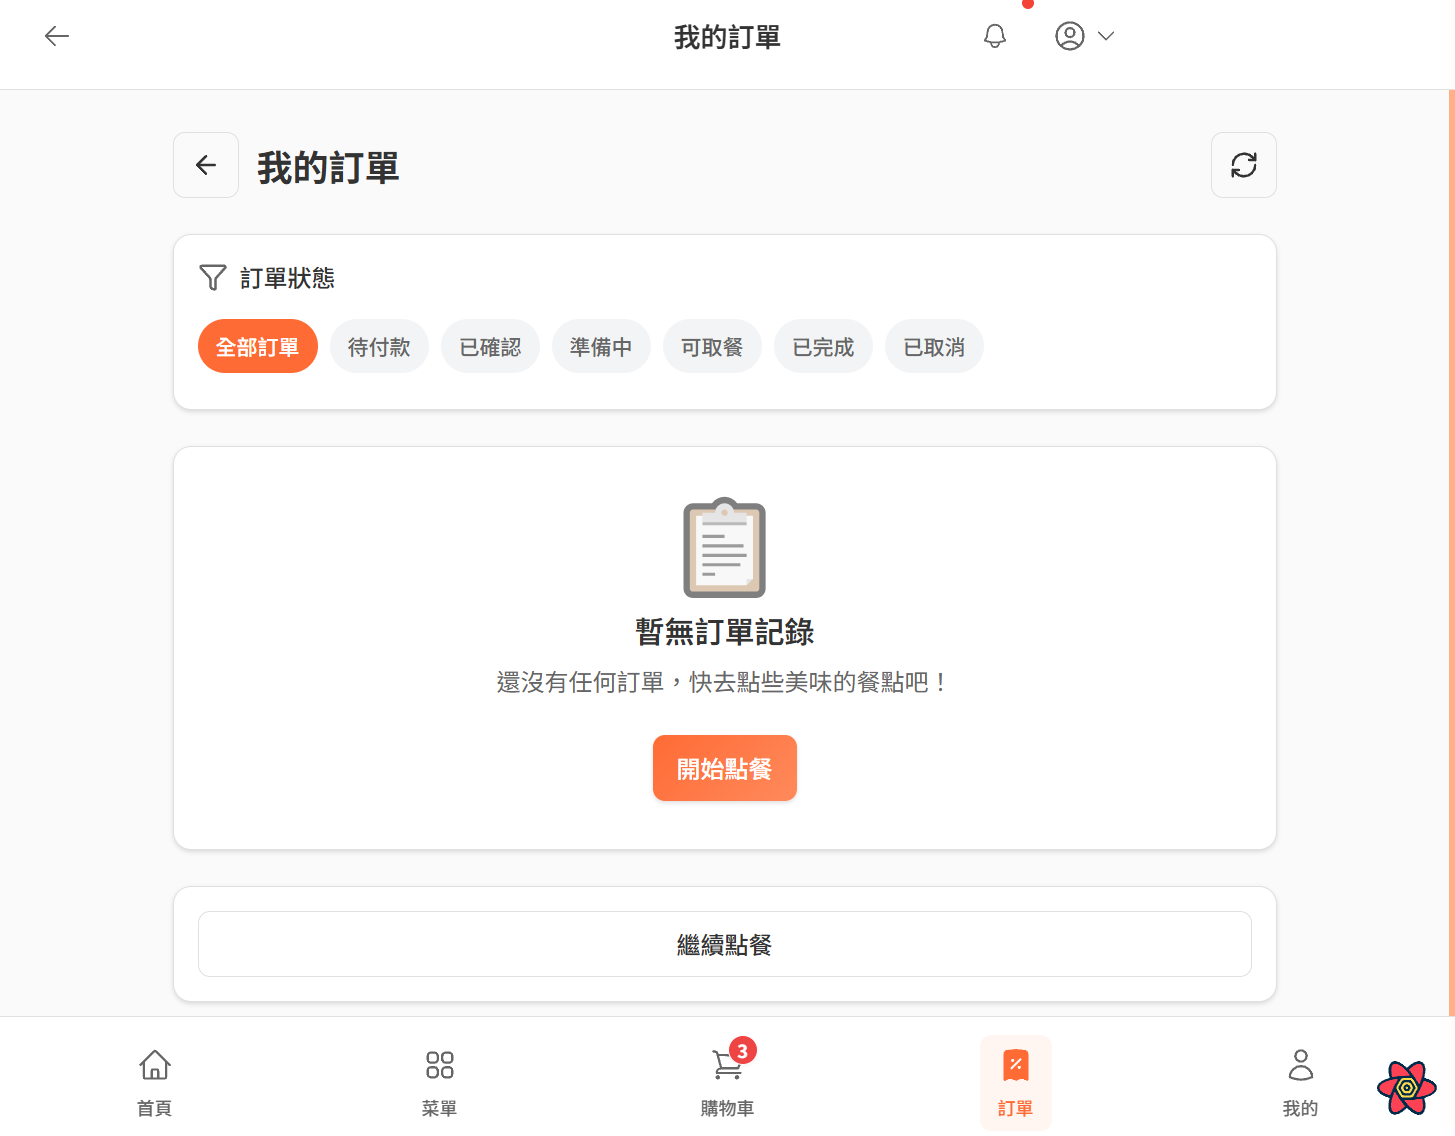 我的訂單
我的訂單
訂單狀態
全部訂單 待付款 已確認 準備中 可取餐 已完成 已取消
暫無訂單記錄
還沒有任何訂單，快去點些美味的餐點吧！
開始點餐
繼續點餐
3
首頁 菜單 購物車 訂單 我的